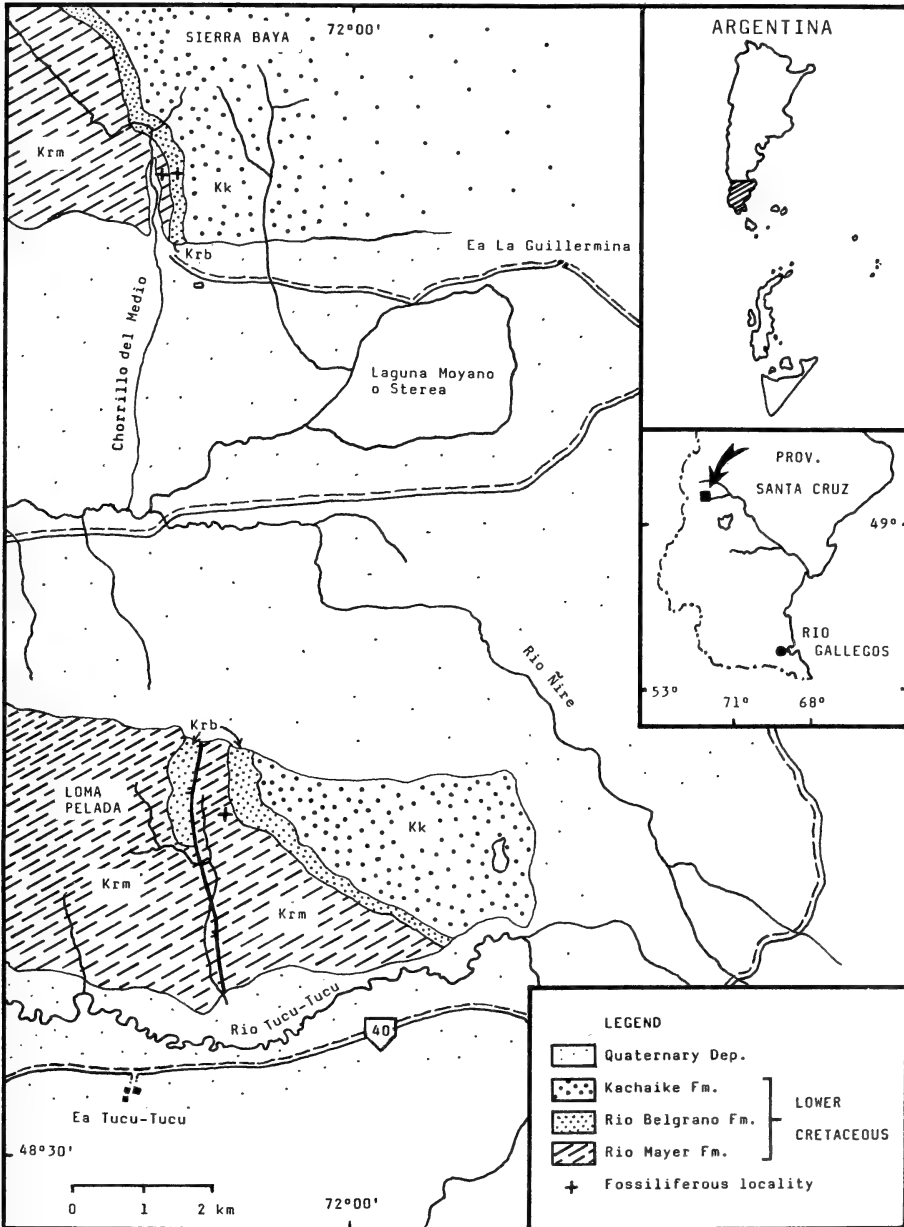 SIERRA BAYA
72°00'
Krm
Kk
Krb
Ea La Guillermina
Chorrillo del Medio
Laguna Moyano
o Sterea
Rio Ñire
Krb
LOMA
PELADA
Krm
Krm
Kk
Rio Tucu-Tucu
40
Ea Tucu-Tucu
48°30'
0 1 2 km
72°00'
ARGENTINA
PROV.
SANTA CRUZ
49°
RIO
GALLEGOS
53°
71° 68°
LEGEND
Quaternary Dep.
Kachaike Fm.
Rio Belgrano Fm.
Rio Mayer Fm.
LOWER
CRETACEOUS
Fossiliferous locality